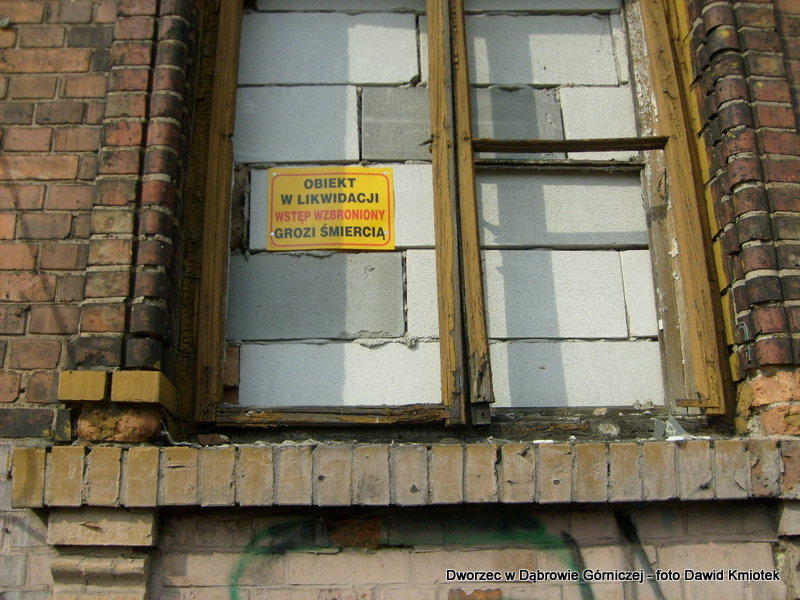 OBIEKT
W LIKWIDACJI
WSTĘP WZBRONIONY
GROZI ŚMIERCIĄ
Dworzec w Dąbrowie Górniczej - foto Dawid Kmiotek